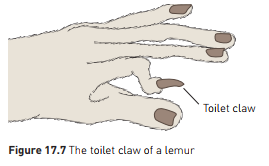 Toilet claw
Figure 17.7 The toilet claw of a lemur